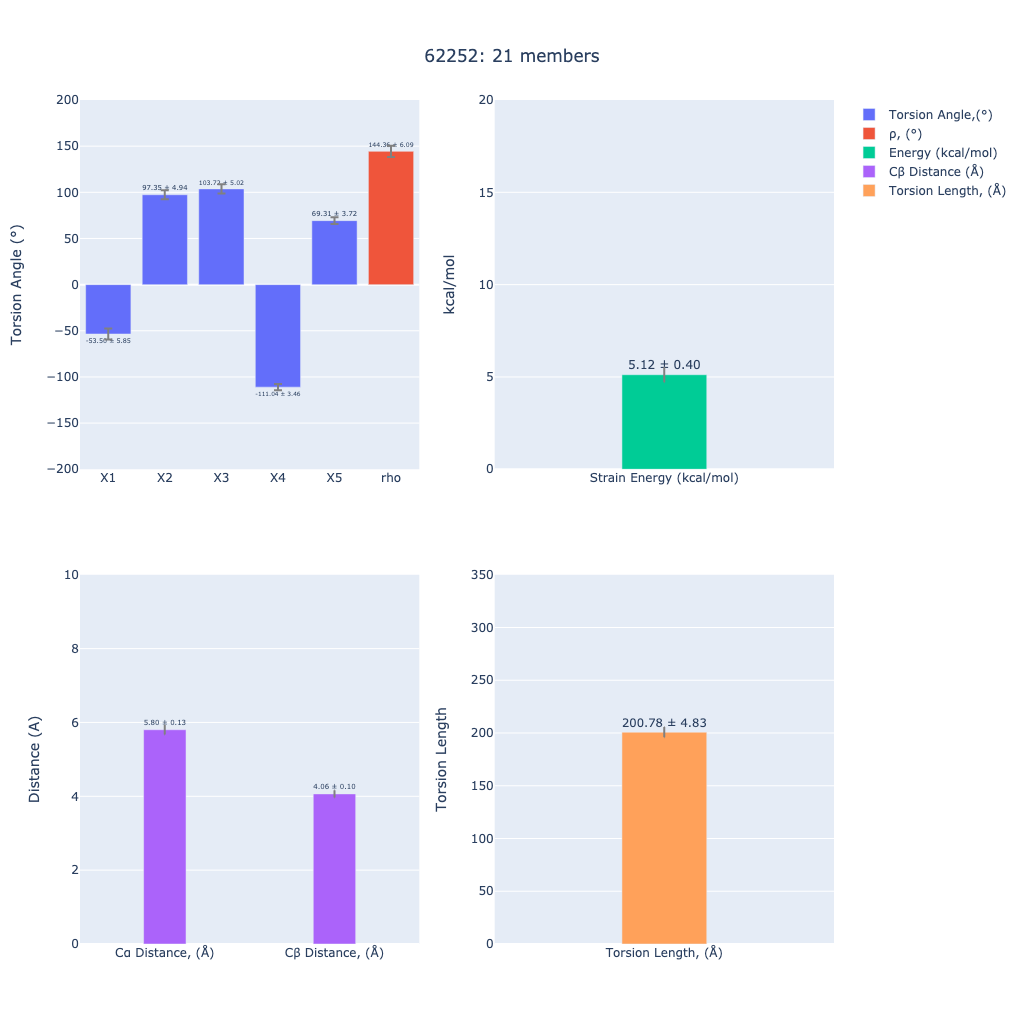 62252: 21 members
Torsion Angle,(°)
ρ, (°)
Energy (kcal/mol)
Cβ Distance (Å)
Torsion Length, (Å)
Torsion Angle (°)
200
150
100
50
0
−50
−100
−150
−200
-53.50 ± 5.85
97.35 ± 4.94
103.72 ± 5.02
-111.04 ± 3.46
69.31 ± 3.72
144.36 ± 6.09
X1
X2
X3
X4
X5
rho
kcal/mol
20
15
10
5
0
5.12 ± 0.40
Strain Energy (kcal/mol)
Distance (A)
10
8
6
4
2
0
5.80 ± 0.13
4.06 ± 0.10
Cα Distance, (Å)
Cβ Distance, (Å)
Torsion Length
350
300
250
200
150
100
50
0
200.78 ± 4.83
Torsion Length, (Å)